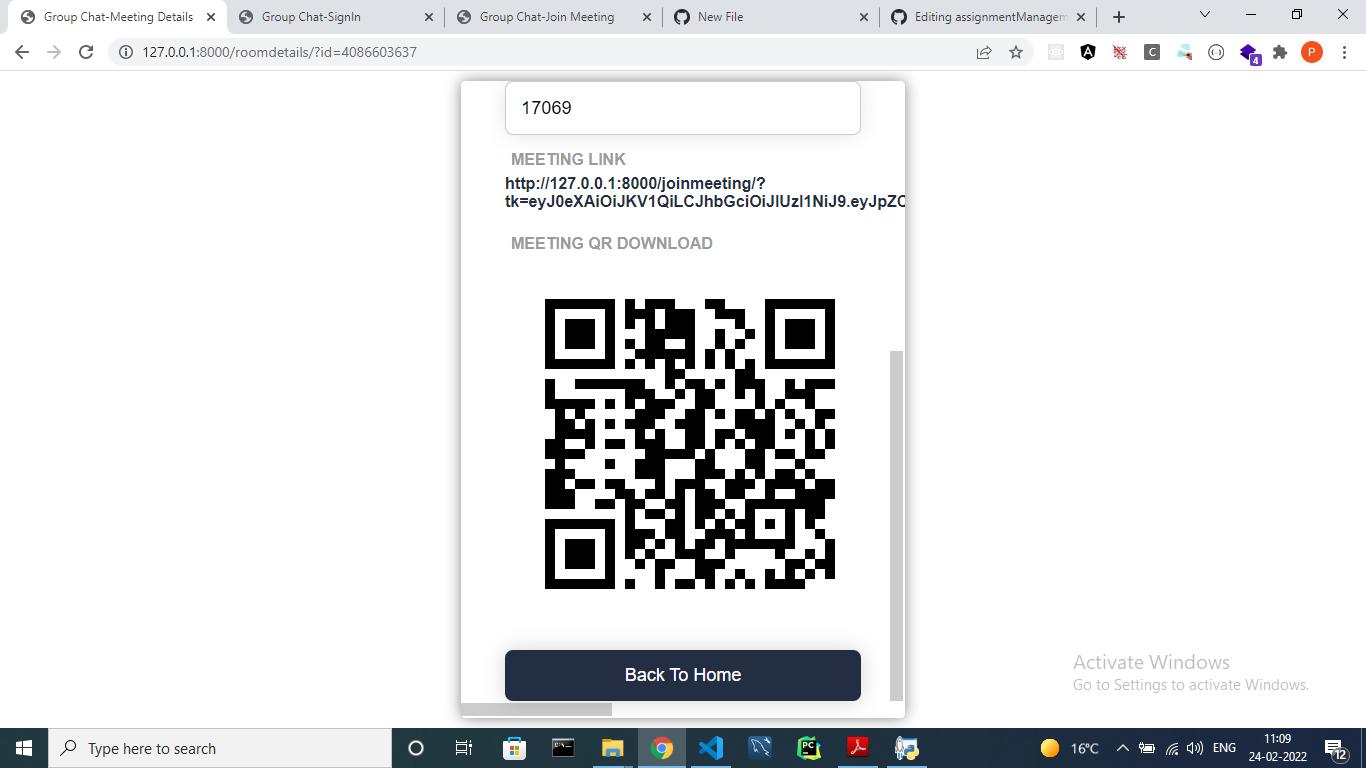 Group Chat-Meeting Details
Group Chat-SignIn
Group Chat-Join Meeting
New File
Editing assignmentManagem
127.0.0.1:8000/roomdetails/?id=4086603637
P
4
17069
MEETING LINK
http://127.0.0.1:8000/joinmeeting/?
tk=eyJ0eXAiOiJKV1QiLCJhbGciOiJIUzI1NiJ9.eyJpZC
MEETING QR DOWNLOAD
Back To Home
Activate Windows
Go to Settings to activate Windows.
Type here to search
16°C
ENG
11:09
24-02-2022
12